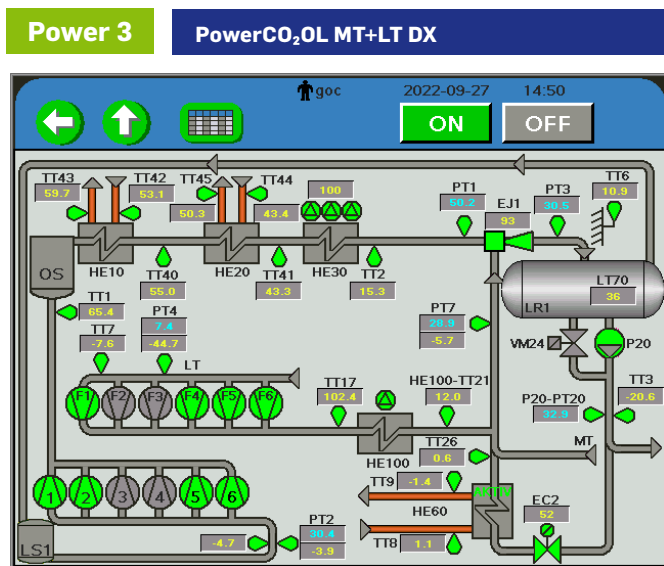 Power 3
PowerCO₂OL MT+LT DX
goc 2022-09-27 14:50
ON OFF
TT43 TT42 TT45 TT44 PT1 EJ1 PT3 TT6
59.7 53.1 50.3 43.4 100 50.2 93 30.5 10.9
OS HE10 HE20 HE30
TT40 TT41 TT2
55.0 43.3 15.3
LT70
36
LR1
TT1
65.4
TT7 PT4
-7.6 7.4
-44.7
LT
PT7
28.9
-5.7
VM24 P20
F1 F2 F3 F4 F5 F6
TT17 HE100-TT21
102.4 12.0
HE100
P20-PT20 TT3
32.9 -20.6
MT
TT26
0.6
TT9 -1.4
AKTIV
HE60
TT8 1.1
EC2
52
1 2 3 4 5 6
LS1
-4.7
PT2
30.4
-3.9